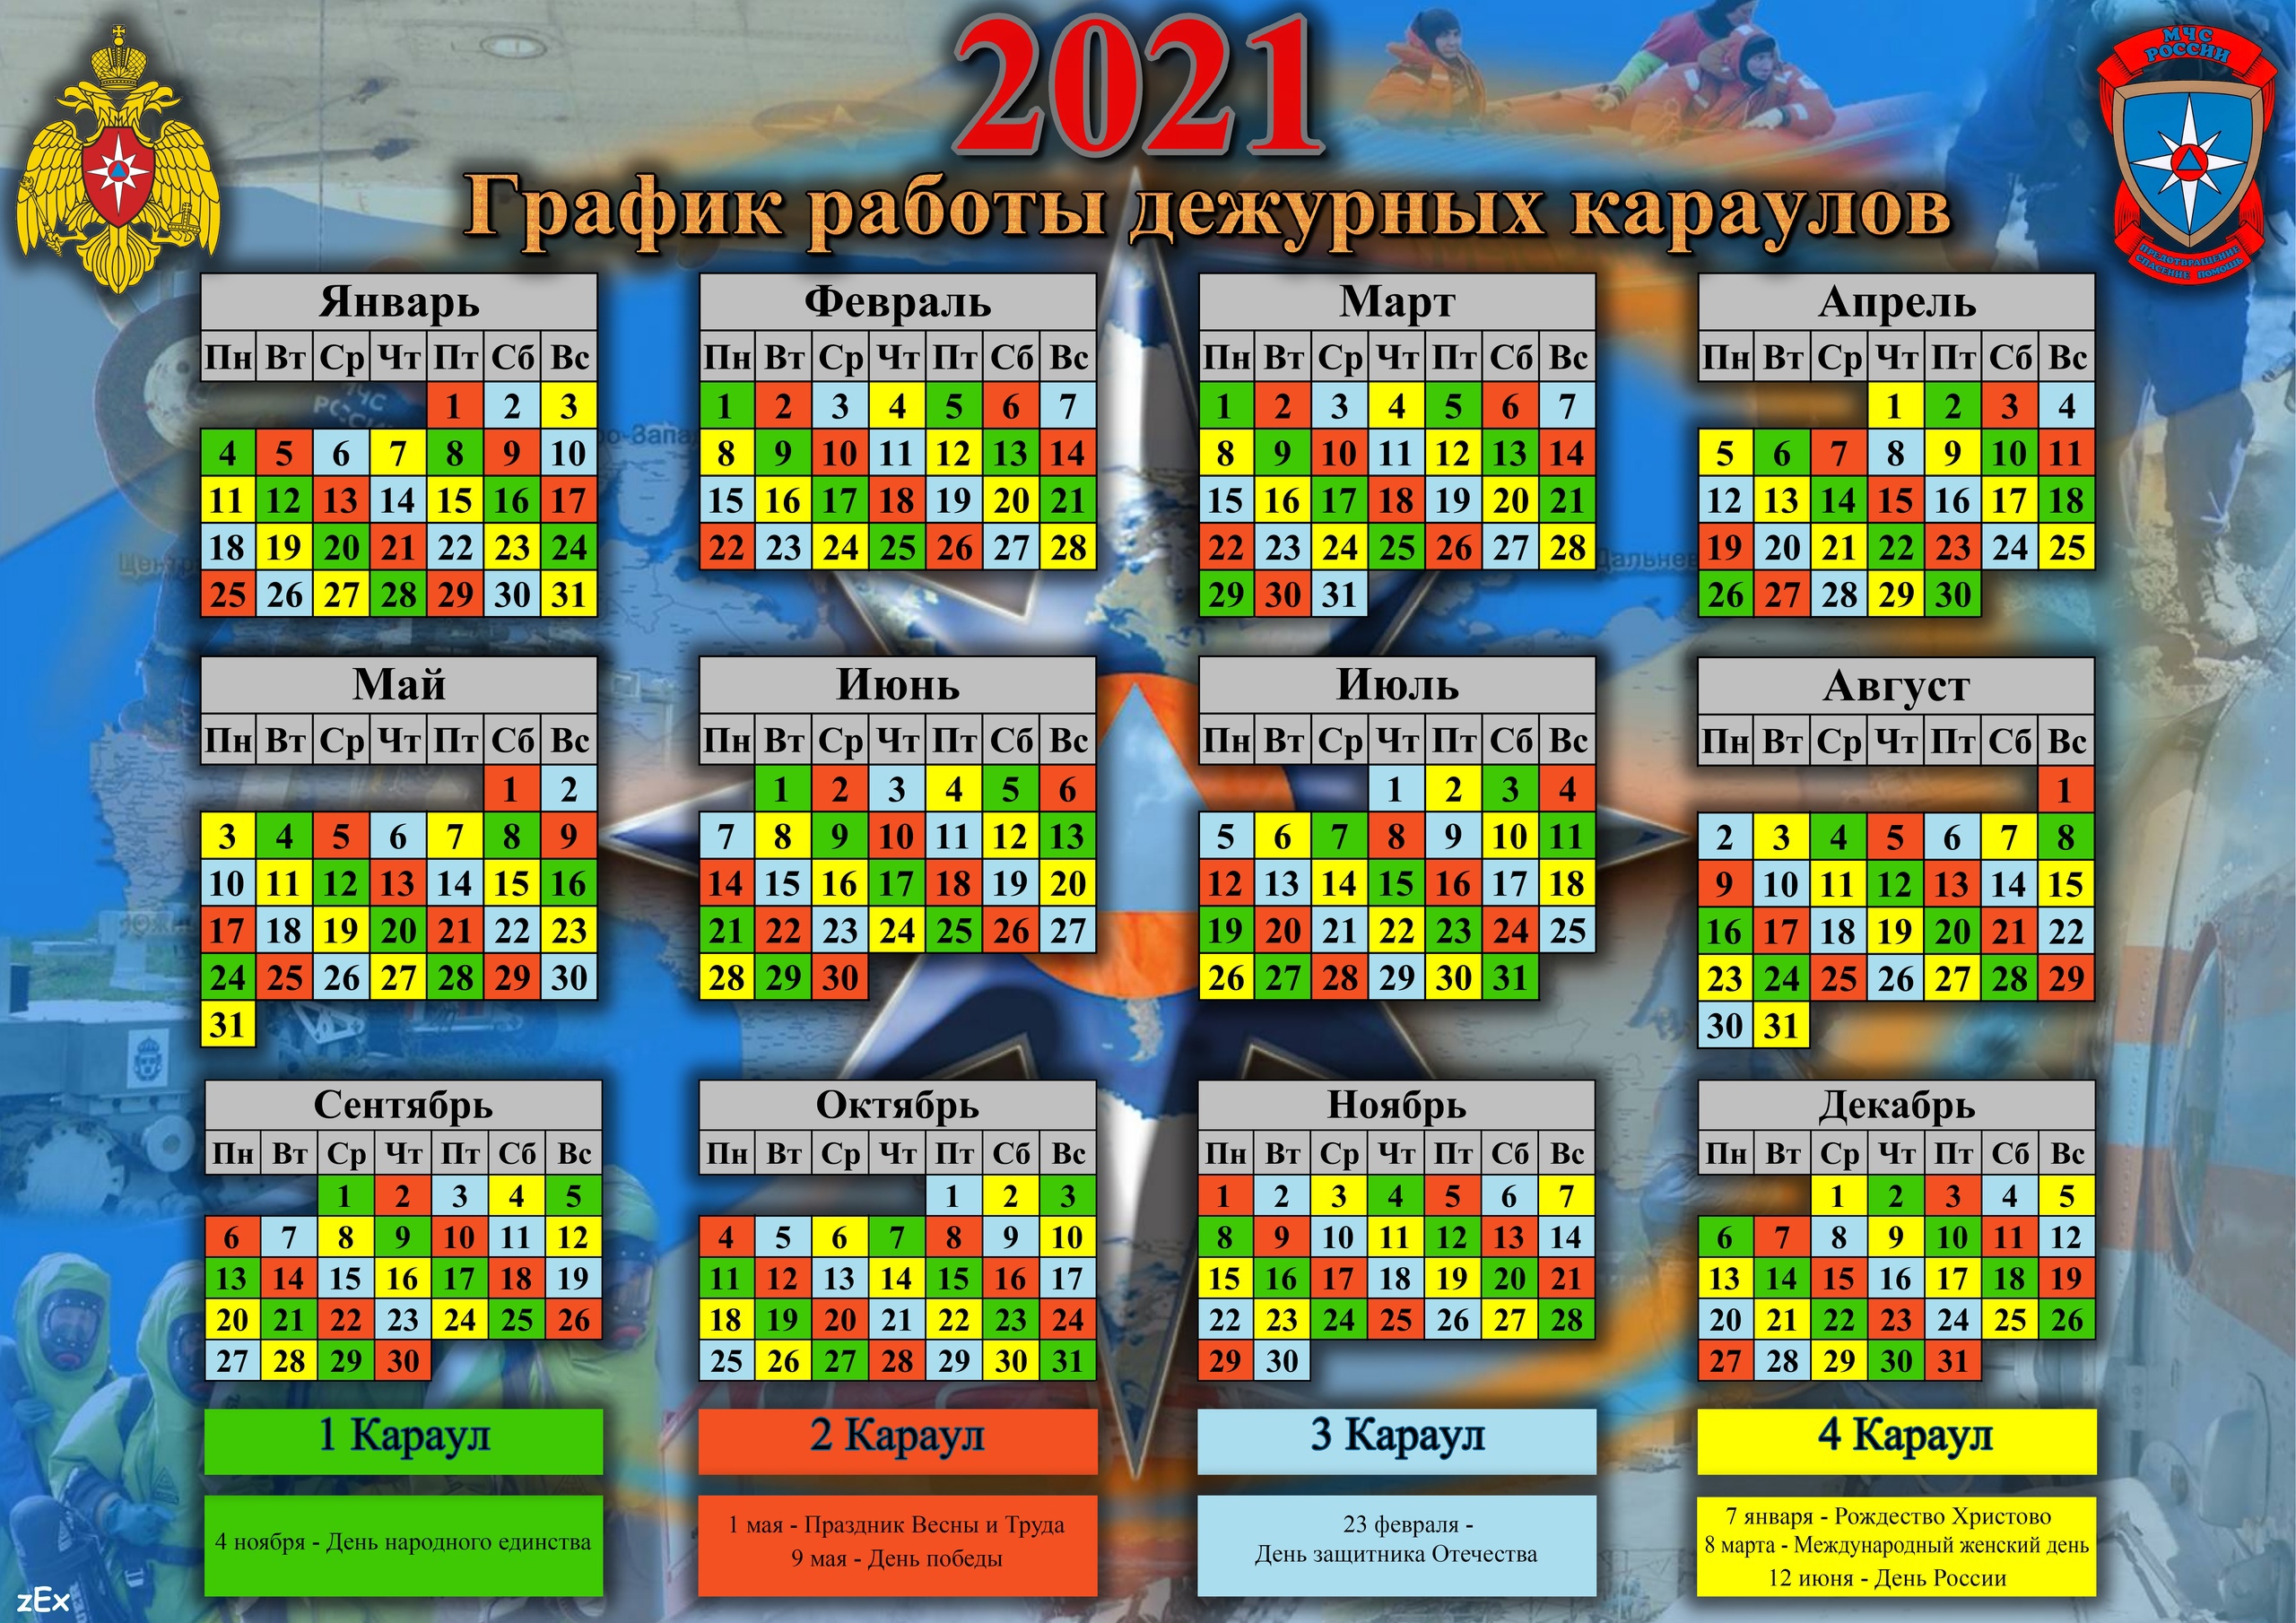 2021
МЧС
РОССИИ
График работы дежурных караулов
ПРЕДОТВРАЩЕНИЕ
СПАСЕНИЕ ПОМОЩЬ
Январь
Пн Вт Ср Чт Пт Сб Вс
1 2 3
4 5 6 7 8 9 10
11 12 13 14 15 16 17
18 19 20 21 22 23 24
25 26 27 28 29 30 31
Февраль
Пн Вт Ср Чт Пт Сб Вс
1 2 3 4 5 6 7
8 9 10 11 12 13 14
15 16 17 18 19 20 21
22 23 24 25 26 27 28
Март
Пн Вт Ср Чт Пт Сб Вс
1 2 3 4 5 6 7
8 9 10 11 12 13 14
15 16 17 18 19 20 21
22 23 24 25 26 27 28
29 30 31
Апрель
Пн Вт Ср Чт Пт Сб Вс
1 2 3 4
5 6 7 8 9 10 11
12 13 14 15 16 17 18
19 20 21 22 23 24 25
26 27 28 29 30
Май
Пн Вт Ср Чт Пт Сб Вс
1 2
3 4 5 6 7 8 9
10 11 12 13 14 15 16
17 18 19 20 21 22 23
24 25 26 27 28 29 30
31
Июнь
Пн Вт Ср Чт Пт Сб Вс
1 2 3 4 5 6
7 8 9 10 11 12 13
14 15 16 17 18 19 20
21 22 23 24 25 26 27
28 29 30
Июль
Пн Вт Ср Чт Пт Сб Вс
1 2 3 4
5 6 7 8 9 10 11
12 13 14 15 16 17 18
19 20 21 22 23 24 25
26 27 28 29 30 31
Август
Пн Вт Ср Чт Пт Сб Вс
1
2 3 4 5 6 7 8
9 10 11 12 13 14 15
16 17 18 19 20 21 22
23 24 25 26 27 28 29
30 31
Сентябрь
Пн Вт Ср Чт Пт Сб Вс
1 2 3 4 5
6 7 8 9 10 11 12
13 14 15 16 17 18 19
20 21 22 23 24 25 26
27 28 29 30
Октябрь
Пн Вт Ср Чт Пт Сб Вс
1 2 3
4 5 6 7 8 9 10
11 12 13 14 15 16 17
18 19 20 21 22 23 24
25 26 27 28 29 30 31
Ноябрь
Пн Вт Ср Чт Пт Сб Вс
1 2 3 4 5 6 7
8 9 10 11 12 13 14
15 16 17 18 19 20 21
22 23 24 25 26 27 28
29 30
Декабрь
Пн Вт Ср Чт Пт Сб Вс
1 2 3 4 5
6 7 8 9 10 11 12
13 14 15 16 17 18 19
20 21 22 23 24 25 26
27 28 29 30 31
1 Караул
2 Караул
3 Караул
4 Караул
4 ноября - День народного единства
1 мая - Праздник Весны и Труда
9 мая - День победы
23 февраля -
День защитника Отечества
7 января - Рождество Христово
8 марта - Международный женский день
12 июня - День России
zEx